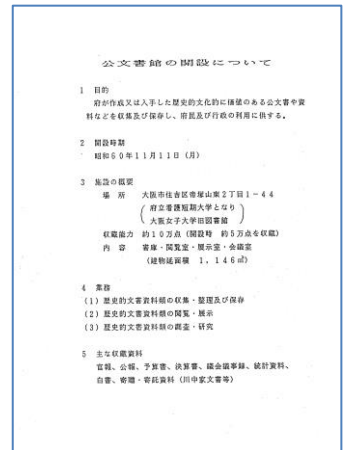 公文書館の開設について
1 目的
府が作成又は入手した歴史的文化的に価値のある公文書や資
料などを収集及び保存し、府民及び行政の利用に供する。
2 開設時期
昭和60年11月11日（月）
3 施設の概要
場 所 大阪市住吉区帝塚山東2丁目1-44
（府立看護短期大学となり
大阪女子大学旧図書館）
収蔵能力 約10万点（開設時 約5万点を収蔵）
内 容 書庫・閲覧室・展示室・会議室
（建物延面積 1,146㎡）
4 業務
（1）歴史的文書資料類の収集・整理及び保存
（2）歴史的文書資料類の閲覧・展示
（3）歴史的文書資料類の調査・研究
5 主な収蔵資料
官報、公報、予算書、決算書、議会議事録、統計資料、
白書、寄贈・寄託資料（川中家文書等）